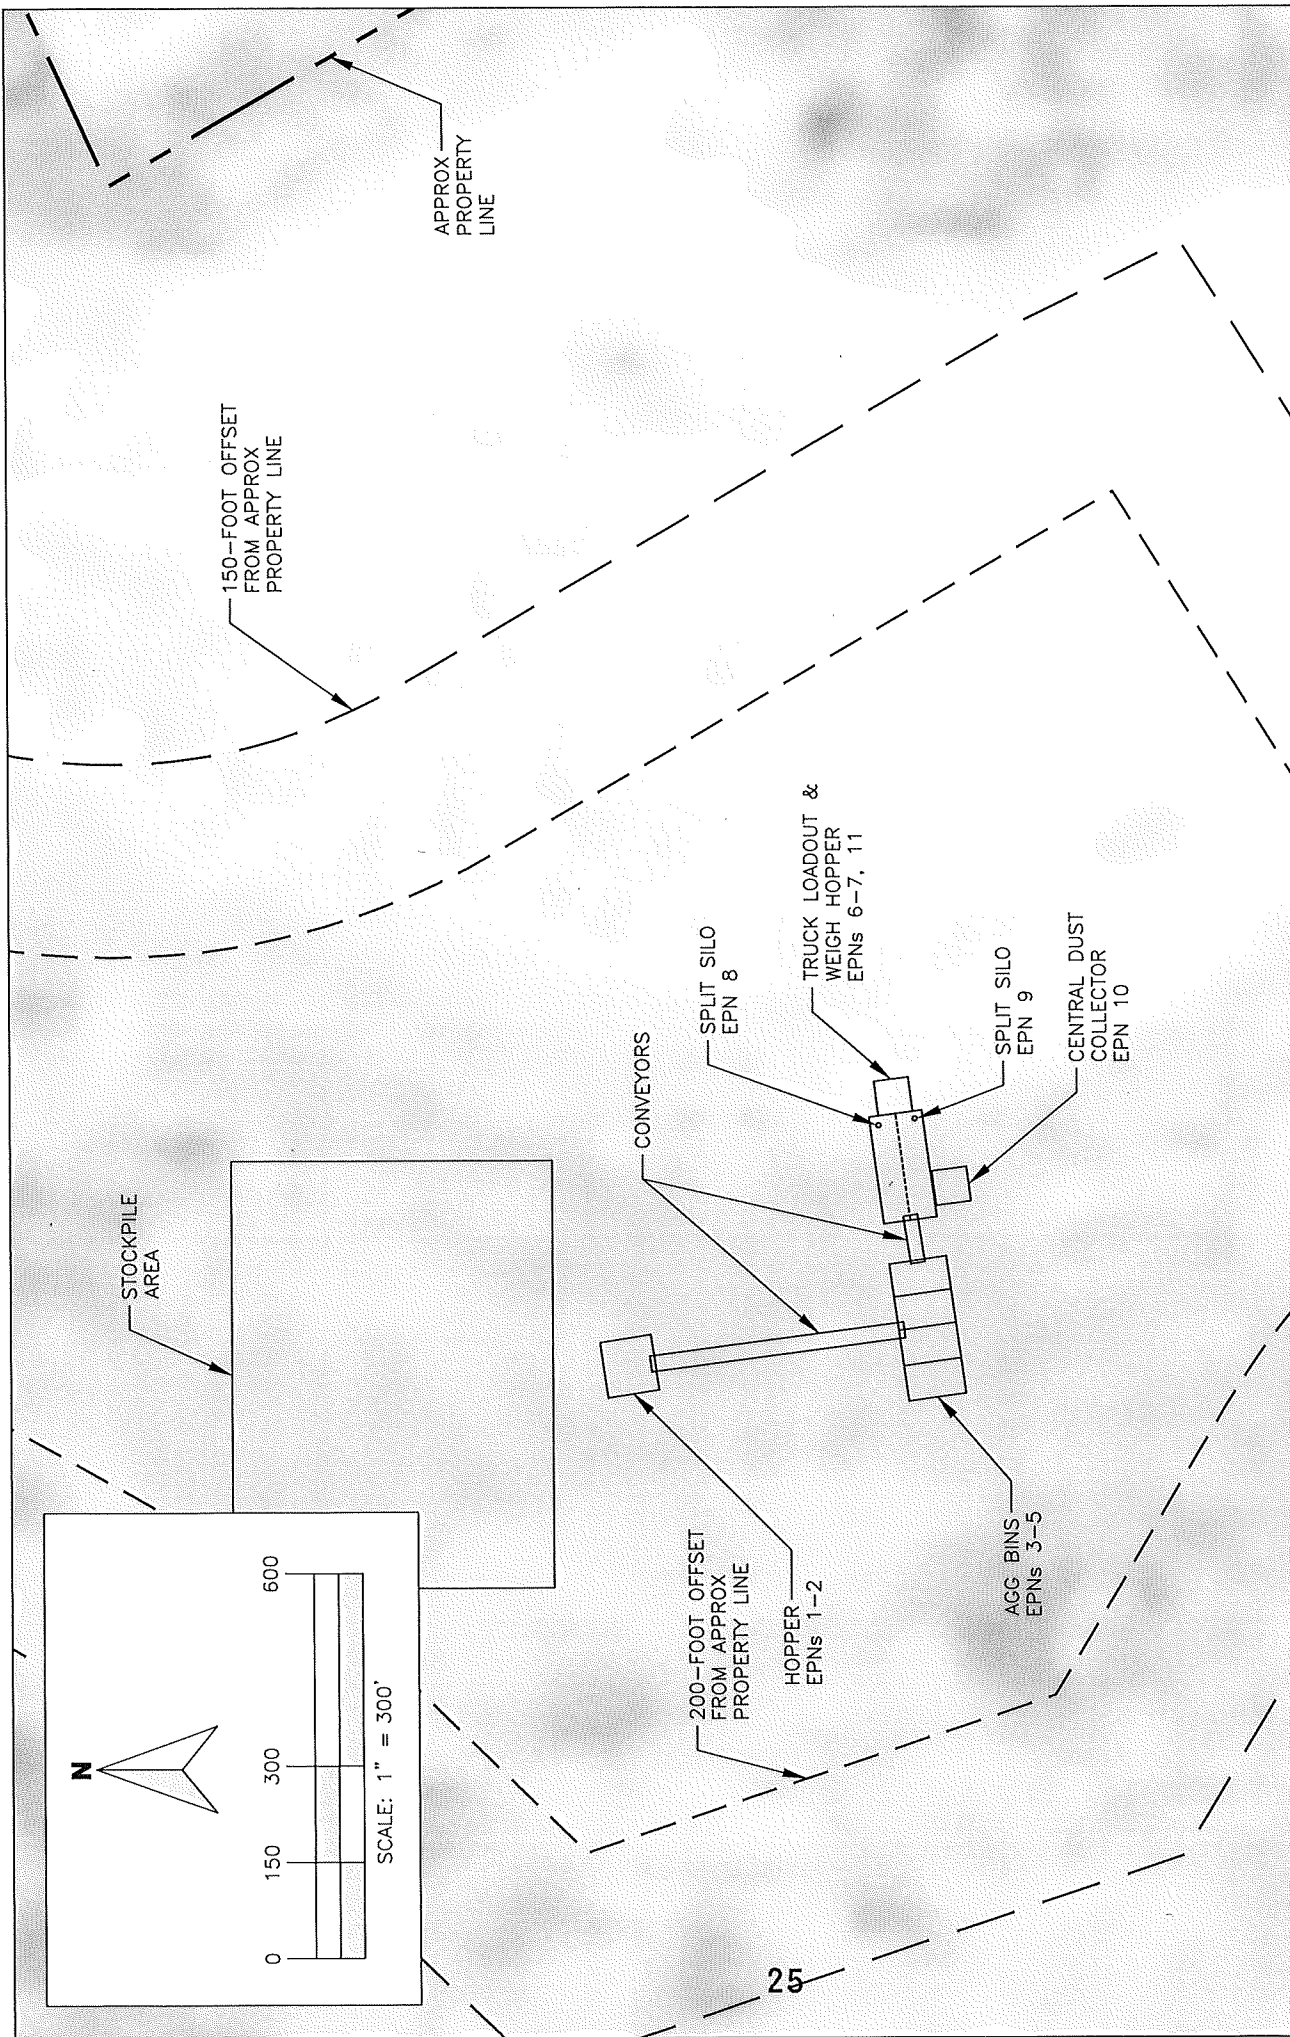 N
0
150
300
600
SCALE: 1" = 300'
STOCKPILE
AREA
150-FOOT OFFSET
FROM APPROX
PROPERTY LINE
APPROX
PROPERTY
LINE
CONVEYORS
SPLIT SILO
EPN 8
TRUCK LOADOUT &
WEIGH HOPPER
EPNs 6-7, 11
200-FOOT OFFSET
FROM APPROX
PROPERTY LINE
HOPPER
EPNs 1-2
AGG BINS
EPNs 3-5
SPLIT SILO
EPN 9
CENTRAL DUST
COLLECTOR
EPN 10
25